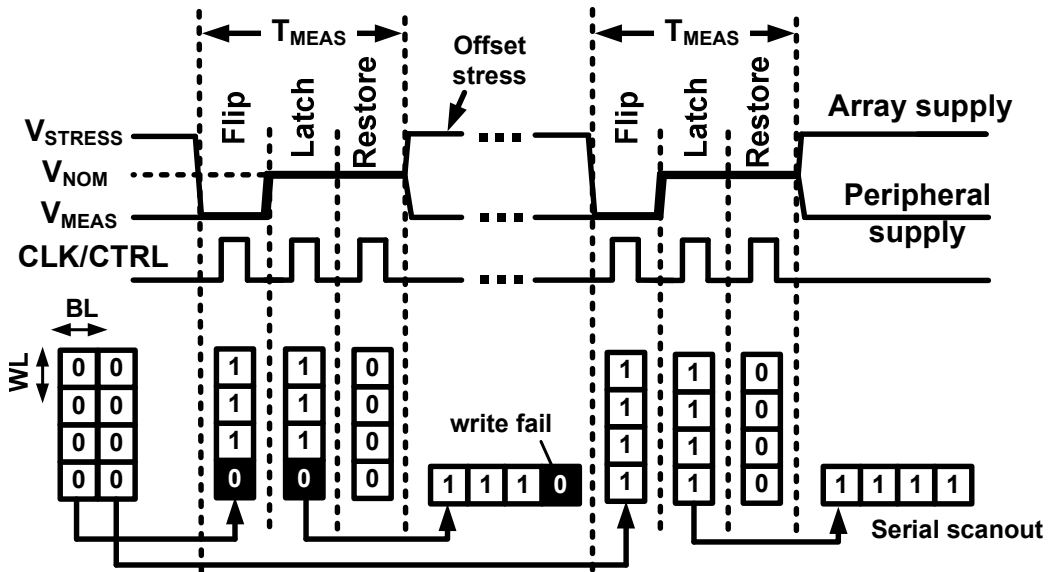 T_MEAS
T_MEAS
Offset
stress
Flip
Latch
Restore
Flip
Latch
Restore
Array supply
V_STRESS
V_NOM
V_MEAS
Peripheral
supply
CLK/CTRL
BL
WL
0 0
0 0
0 0
0 0
1 1 0
1 1 0
1 1 0
0 0 0
write fail
1 1 1 0
1 1 0
1 1 0
1 1 0
1 1 0
1 1 1 1
Serial scanout